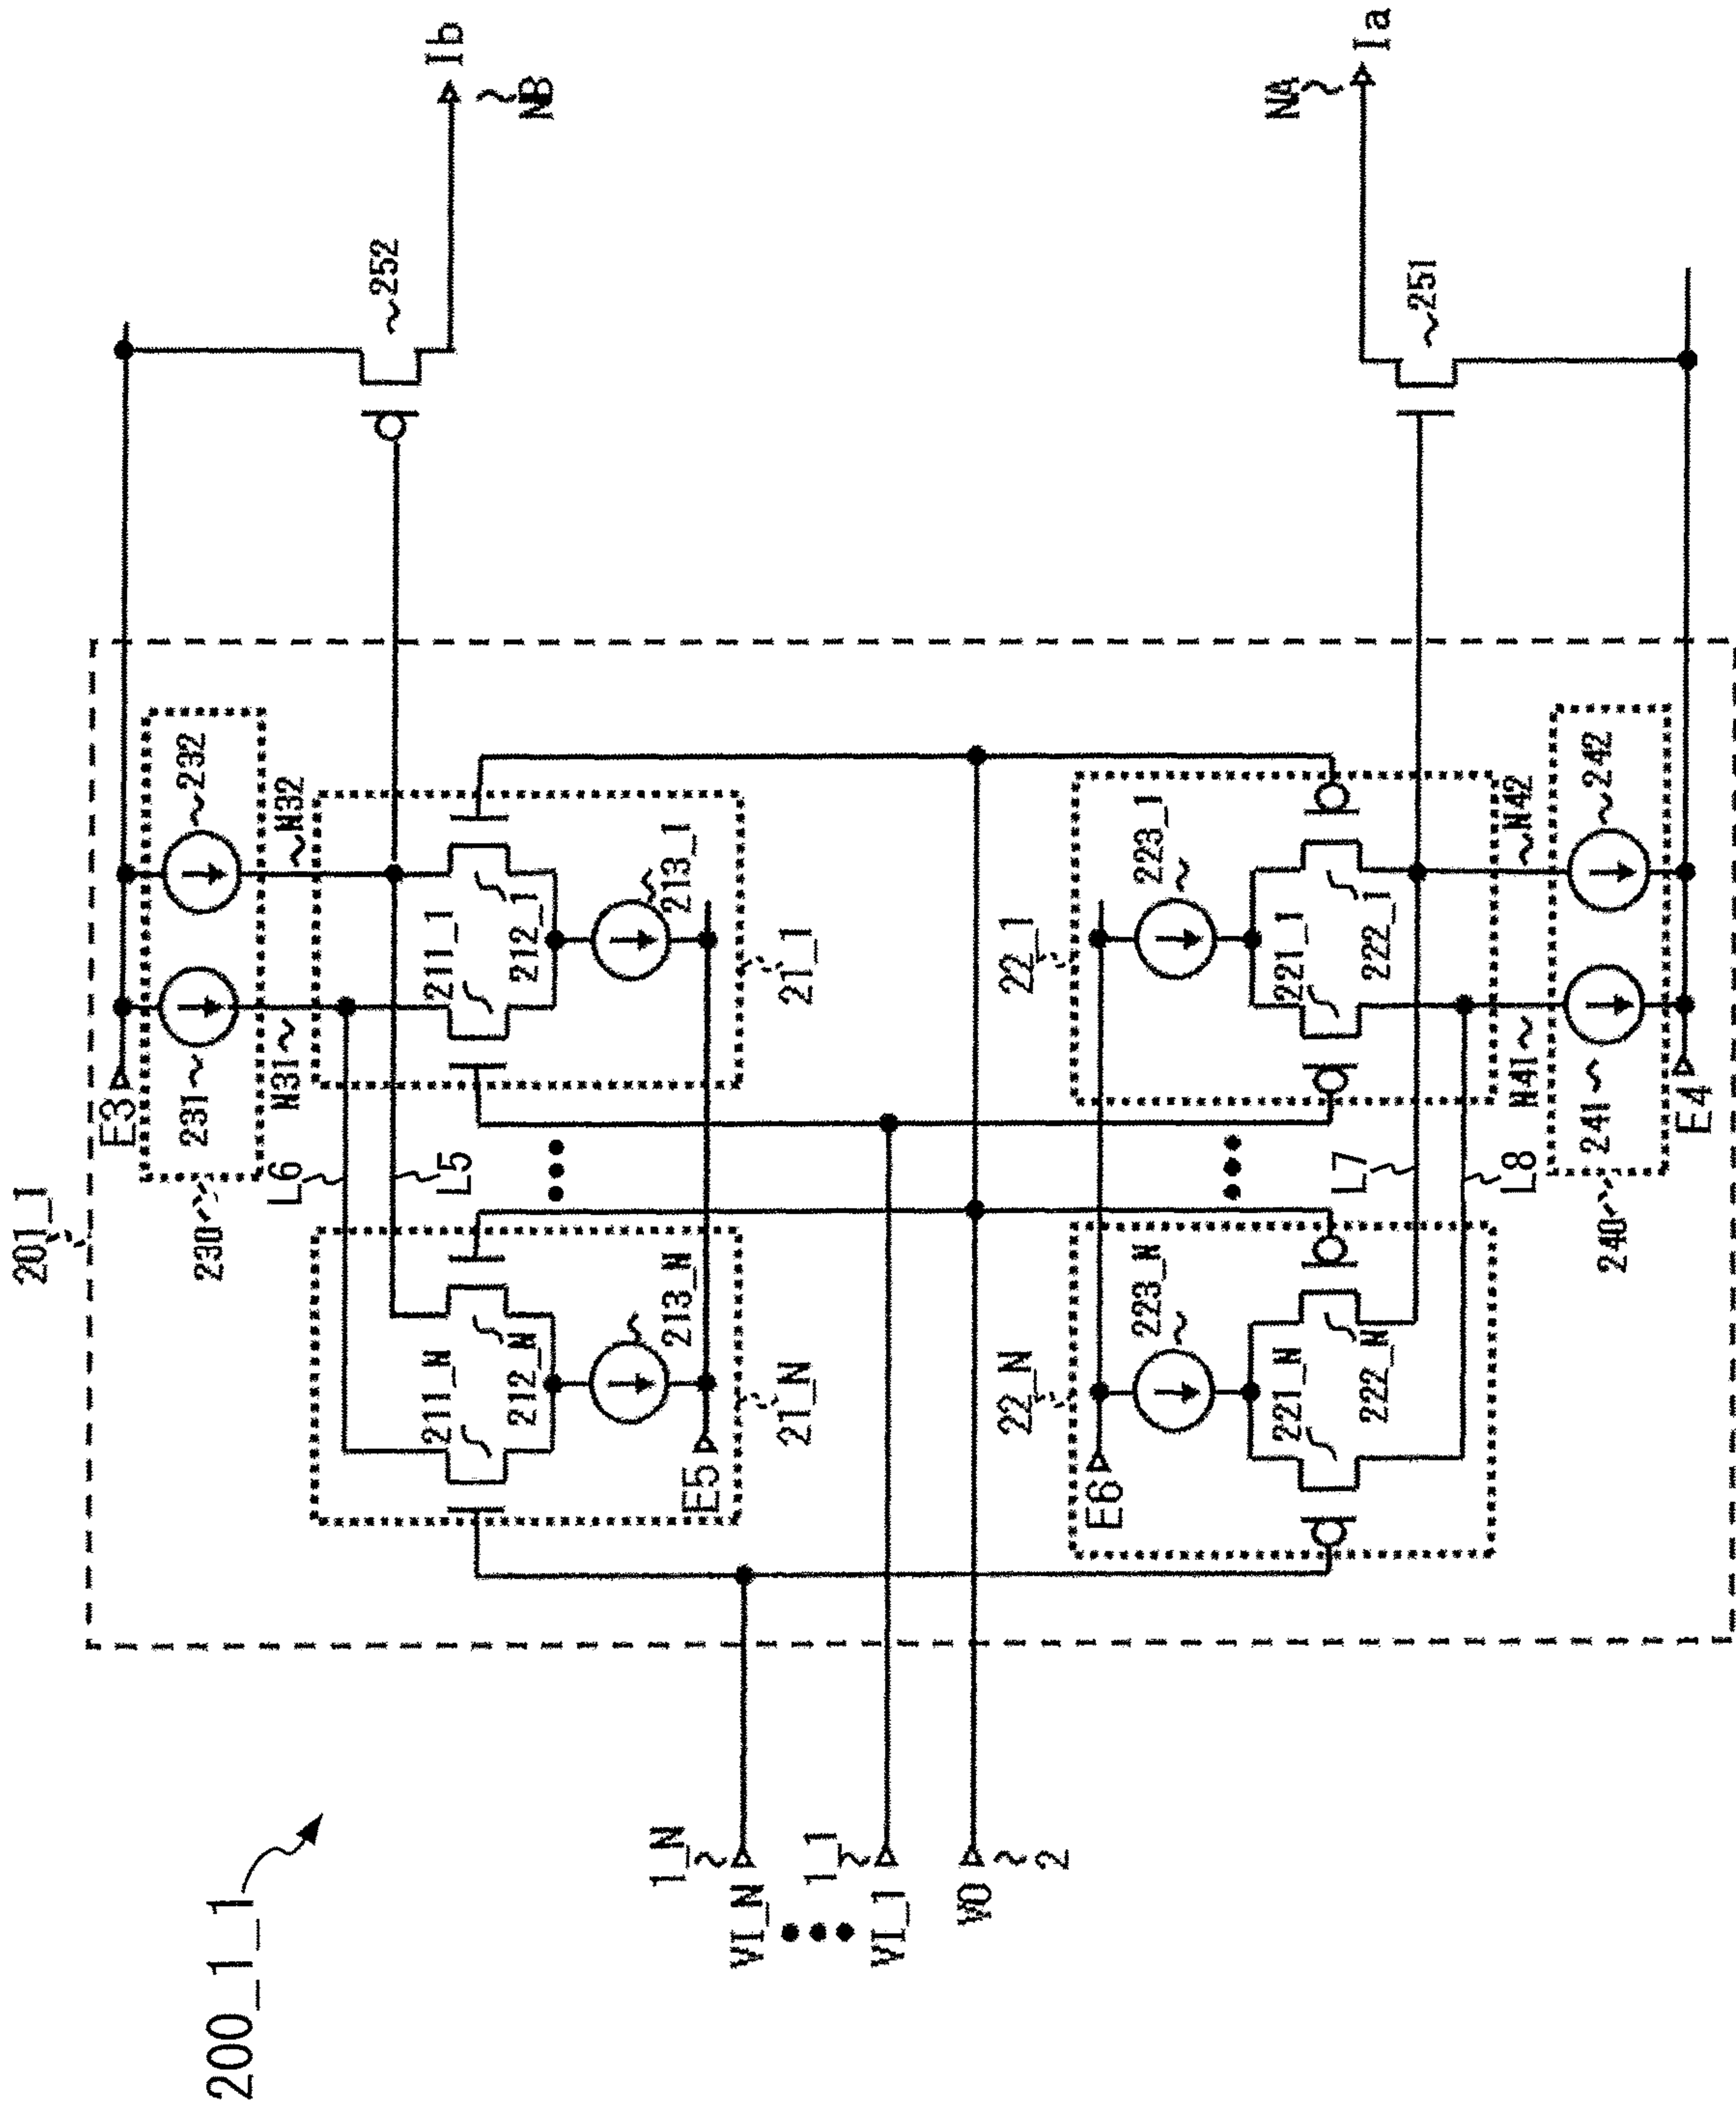 200_1_1
201_1
E3
230
231
232
N31
N32
L6
L5
252
Ib
NB
211_1
212_1
213_1
21_1
211_N
212_N
213_N
21_N
E5
1_N
VI_N
1_1
VI_1
VO
2
22_1
223_1
221_1
222_1
22_N
223_N
221_N
222_N
E6
L7
L8
N41
N42
240
241
242
E4
251
NA
Ia